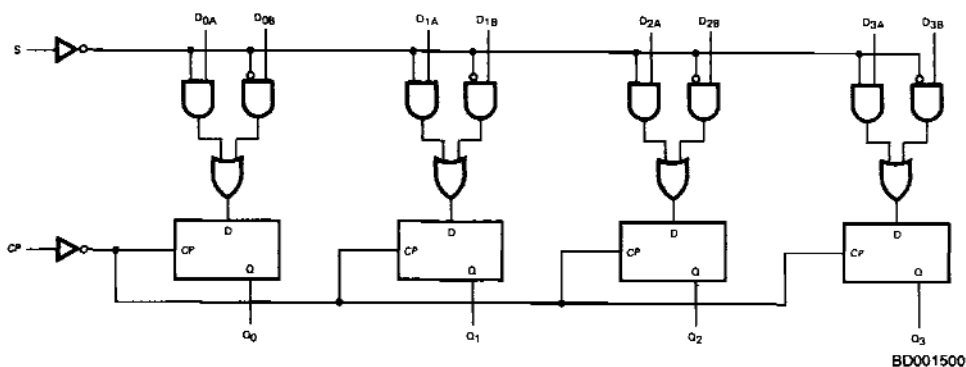 D0A D0B D1A D1B D2A D2B D3A D3B
S
D D D D
CP CP CP CP CP
Q Q Q Q
Q0 Q1 Q2 Q3
BD001500